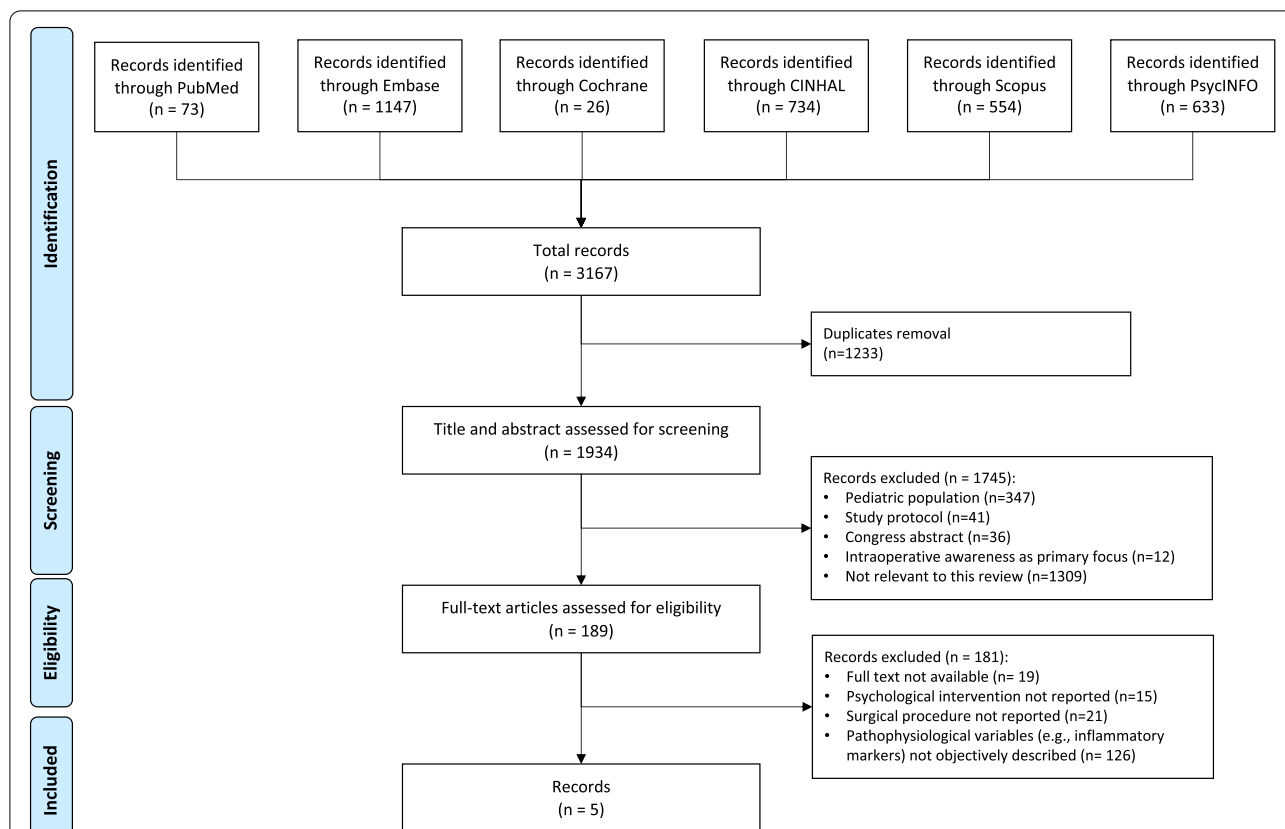 Identification
Records identified
through PubMed
(n = 73)
Records identified
through Embase
(n = 1147)
Records identified
through Cochrane
(n = 26)
Records identified
through CINHAL
(n = 734)
Records identified
through Scopus
(n = 554)
Records identified
through PsycINFO
(n = 633)
Total records
(n = 3167)
Duplicates removal
(n=1233)
Screening
Title and abstract assessed for screening
(n = 1934)
Records excluded (n = 1745):
• Pediatric population (n=347)
• Study protocol (n=41)
• Congress abstract (n=36)
• Intraoperative awareness as primary focus (n=12)
• Not relevant to this review (n=1309)
Eligibility
Full-text articles assessed for eligibility
(n = 189)
Records excluded (n = 181):
• Full text not available (n= 19)
• Psychological intervention not reported (n=15)
• Surgical procedure not reported (n=21)
• Pathophysiological variables (e.g., inflammatory
markers) not objectively described (n= 126)
Included
Records
(n = 5)